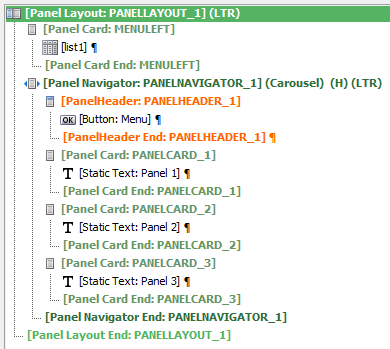 [Panel Layout: PANELLAYOUT_1] (LTR)
[Panel Card: MENULEFT]
[list1] ¶
[Panel Card End: MENULEFT]
[Panel Navigator: PANELNAVIGATOR_1] (Carousel) (H) (LTR)
[PanelHeader: PANELHEADER_1]
OK [Button: Menu] ¶
[PanelHeader End: PANELHEADER_1] ¶
[Panel Card: PANELCARD_1]
T [Static Text: Panel 1] ¶
[Panel Card End: PANELCARD_1]
[Panel Card: PANELCARD_2]
T [Static Text: Panel 2] ¶
[Panel Card End: PANELCARD_2]
[Panel Card: PANELCARD_3]
T [Static Text: Panel 3] ¶
[Panel Card End: PANELCARD_3]
[Panel Navigator End: PANELNAVIGATOR_1]
[Panel Layout End: PANELLAYOUT_1]